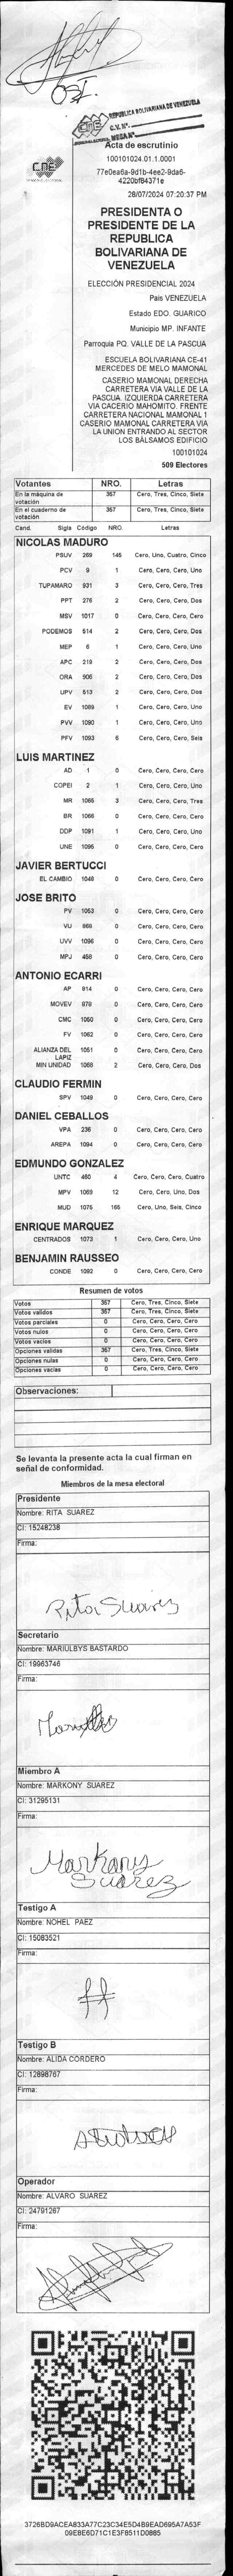 OSI.
REPUBLICA BOLIVARIANA DE VENEZUELA
CNE
C.V. Nº.
MESA Nº
Acta de escrutinio
CNE
100101024.01.1.0001
77e0ea6a-9d1b-4ee2-9da6-
4220bf84371e
28/07/2024 07:20:37 PM
PRESIDENTA O
PRESIDENTE DE LA
REPUBLICA
BOLIVARIANA DE
VENEZUELA
ELECCIÓN PRESIDENCIAL 2024
País VENEZUELA
Estado EDO. GUARICO
Municipio MP. INFANTE
Parroquia PQ. VALLE DE LA PASCUA
ESCUELA BOLIVARIANA CE-41
MERCEDES DE MELO MAMONAL
CASERIO MAMONAL DERECHA
CARRETERA VIA VALLE DE LA
PASCUA. IZQUIERDA CARRETERA
VIA CACERIO MAHOMITO. FRENTE
CARRETERA NACIONAL MAMONAL 1
CASERIO MAMONAL CARRETERA VIA
LA UNION ENTRANDO AL SECTOR
LOS BÁLSAMOS EDIFICIO
100101024
509 Electores
Votantes NRO. Letras
En la máquina de votación 357 Cero, Tres, Cinco, Siete
En el cuaderno de votación 357 Cero, Tres, Cinco, Siete
Cand. Sigla Código NRO. Letras
NICOLAS MADURO
PSUV 269 145 Cero, Uno, Cuatro, Cinco
PCV 9 1 Cero, Cero, Cero, Uno
TUPAMARO 931 3 Cero, Cero, Cero, Tres
PPT 276 2 Cero, Cero, Cero, Dos
MSV 1017 0 Cero, Cero, Cero, Cero
PODEMOS 514 2 Cero, Cero, Cero, Dos
MEP 6 1 Cero, Cero, Cero, Uno
APC 219 2 Cero, Cero, Cero, Dos
ORA 906 2 Cero, Cero, Cero, Dos
UPV 513 2 Cero, Cero, Cero, Dos
EV 1089 1 Cero, Cero, Cero, Uno
PVV 1090 1 Cero, Cero, Cero, Uno
PFV 1093 6 Cero, Cero, Cero, Seis
LUIS MARTINEZ
AD 1 0 Cero, Cero, Cero, Cero
COPEI 2 1 Cero, Cero, Cero, Uno
MR 1065 3 Cero, Cero, Cero, Tres
BR 1066 0 Cero, Cero, Cero, Cero
DDP 1091 1 Cero, Cero, Cero, Uno
UNE 1095 0 Cero, Cero, Cero, Cero
JAVIER BERTUCCI
EL CAMBIO 1048 0 Cero, Cero, Cero, Cero
JOSE BRITO
PV 1053 0 Cero, Cero, Cero, Cero
VU 868 0 Cero, Cero, Cero, Cero
UVV 1096 0 Cero, Cero, Cero, Cero
MPJ 458 0 Cero, Cero, Cero, Cero
ANTONIO ECARRI
AP 914 0 Cero, Cero, Cero, Cero
MOVEV 978 0 Cero, Cero, Cero, Cero
CMC 1050 0 Cero, Cero, Cero, Cero
FV 1062 0 Cero, Cero, Cero, Cero
ALIANZA DEL LAPIZ 1051 0 Cero, Cero, Cero, Cero
MIN UNIDAD 1058 2 Cero, Cero, Cero, Dos
CLAUDIO FERMIN
SPV 1049 0 Cero, Cero, Cero, Cero
DANIEL CEBALLOS
VPA 236 0 Cero, Cero, Cero, Cero
AREPA 1094 0 Cero, Cero, Cero, Cero
EDMUNDO GONZALEZ
UNTC 460 4 Cero, Cero, Cero, Cuatro
MPV 1069 12 Cero, Cero, Uno, Dos
MUD 1075 165 Cero, Uno, Seis, Cinco
ENRIQUE MARQUEZ
CENTRADOS 1073 1 Cero, Cero, Cero, Uno
BENJAMIN RAUSSEO
CONDE 1092 0 Cero, Cero, Cero, Cero
Resumen de votos
Votos 357 Cero, Tres, Cinco, Siete
Votos validos 357 Cero, Tres, Cinco, Siete
Votos parciales 0 Cero, Cero, Cero, Cero
Votos nulos 0 Cero, Cero, Cero, Cero
Votos vacíos 0 Cero, Cero, Cero, Cero
Opciones validas 357 Cero, Tres, Cinco, Siete
Opciones nulas 0 Cero, Cero, Cero, Cero
Opciones vacías 0 Cero, Cero, Cero, Cero
Observaciones:
Se levanta la presente acta la cual firman en
señal de conformidad.
Miembros de la mesa electoral
Presidente
Nombre: RITA SUAREZ
CI: 15248238
Firma:
Rita Suarez
Secretario
Nombre: MARIULBYS BASTARDO
CI: 19963746
Firma:
Miembro A
Nombre: MARKONY SUAREZ
CI: 31295131
Firma:
Markony
Suarez
Testigo A
Nombre: NOHEL PAEZ
CI: 15083521
Firma:
Testigo B
Nombre: ALIDA CORDERO
CI: 12898767
Firma:
Operador
Nombre: ALVARO SUAREZ
CI: 24791267
Firma:
3726BD9ACEA833A77C23C34E5D4B9EAD695A7A53F
09E8E6D71C1E3F8511D0885